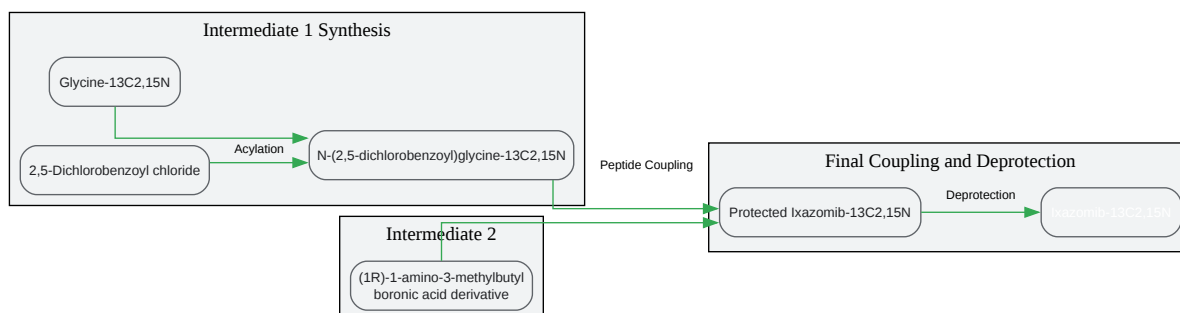 Intermediate 1 Synthesis
Glycine-13C2,15N
2,5-Dichlorobenzoyl chloride
Acylation
N-(2,5-dichlorobenzoyl)glycine-13C2,15N
Peptide Coupling
Intermediate 2
(1R)-1-amino-3-methylbutyl
boronic acid derivative
Final Coupling and Deprotection
Protected Ixazomib-13C2,15N
Deprotection
Ixazomib-13C2,15N